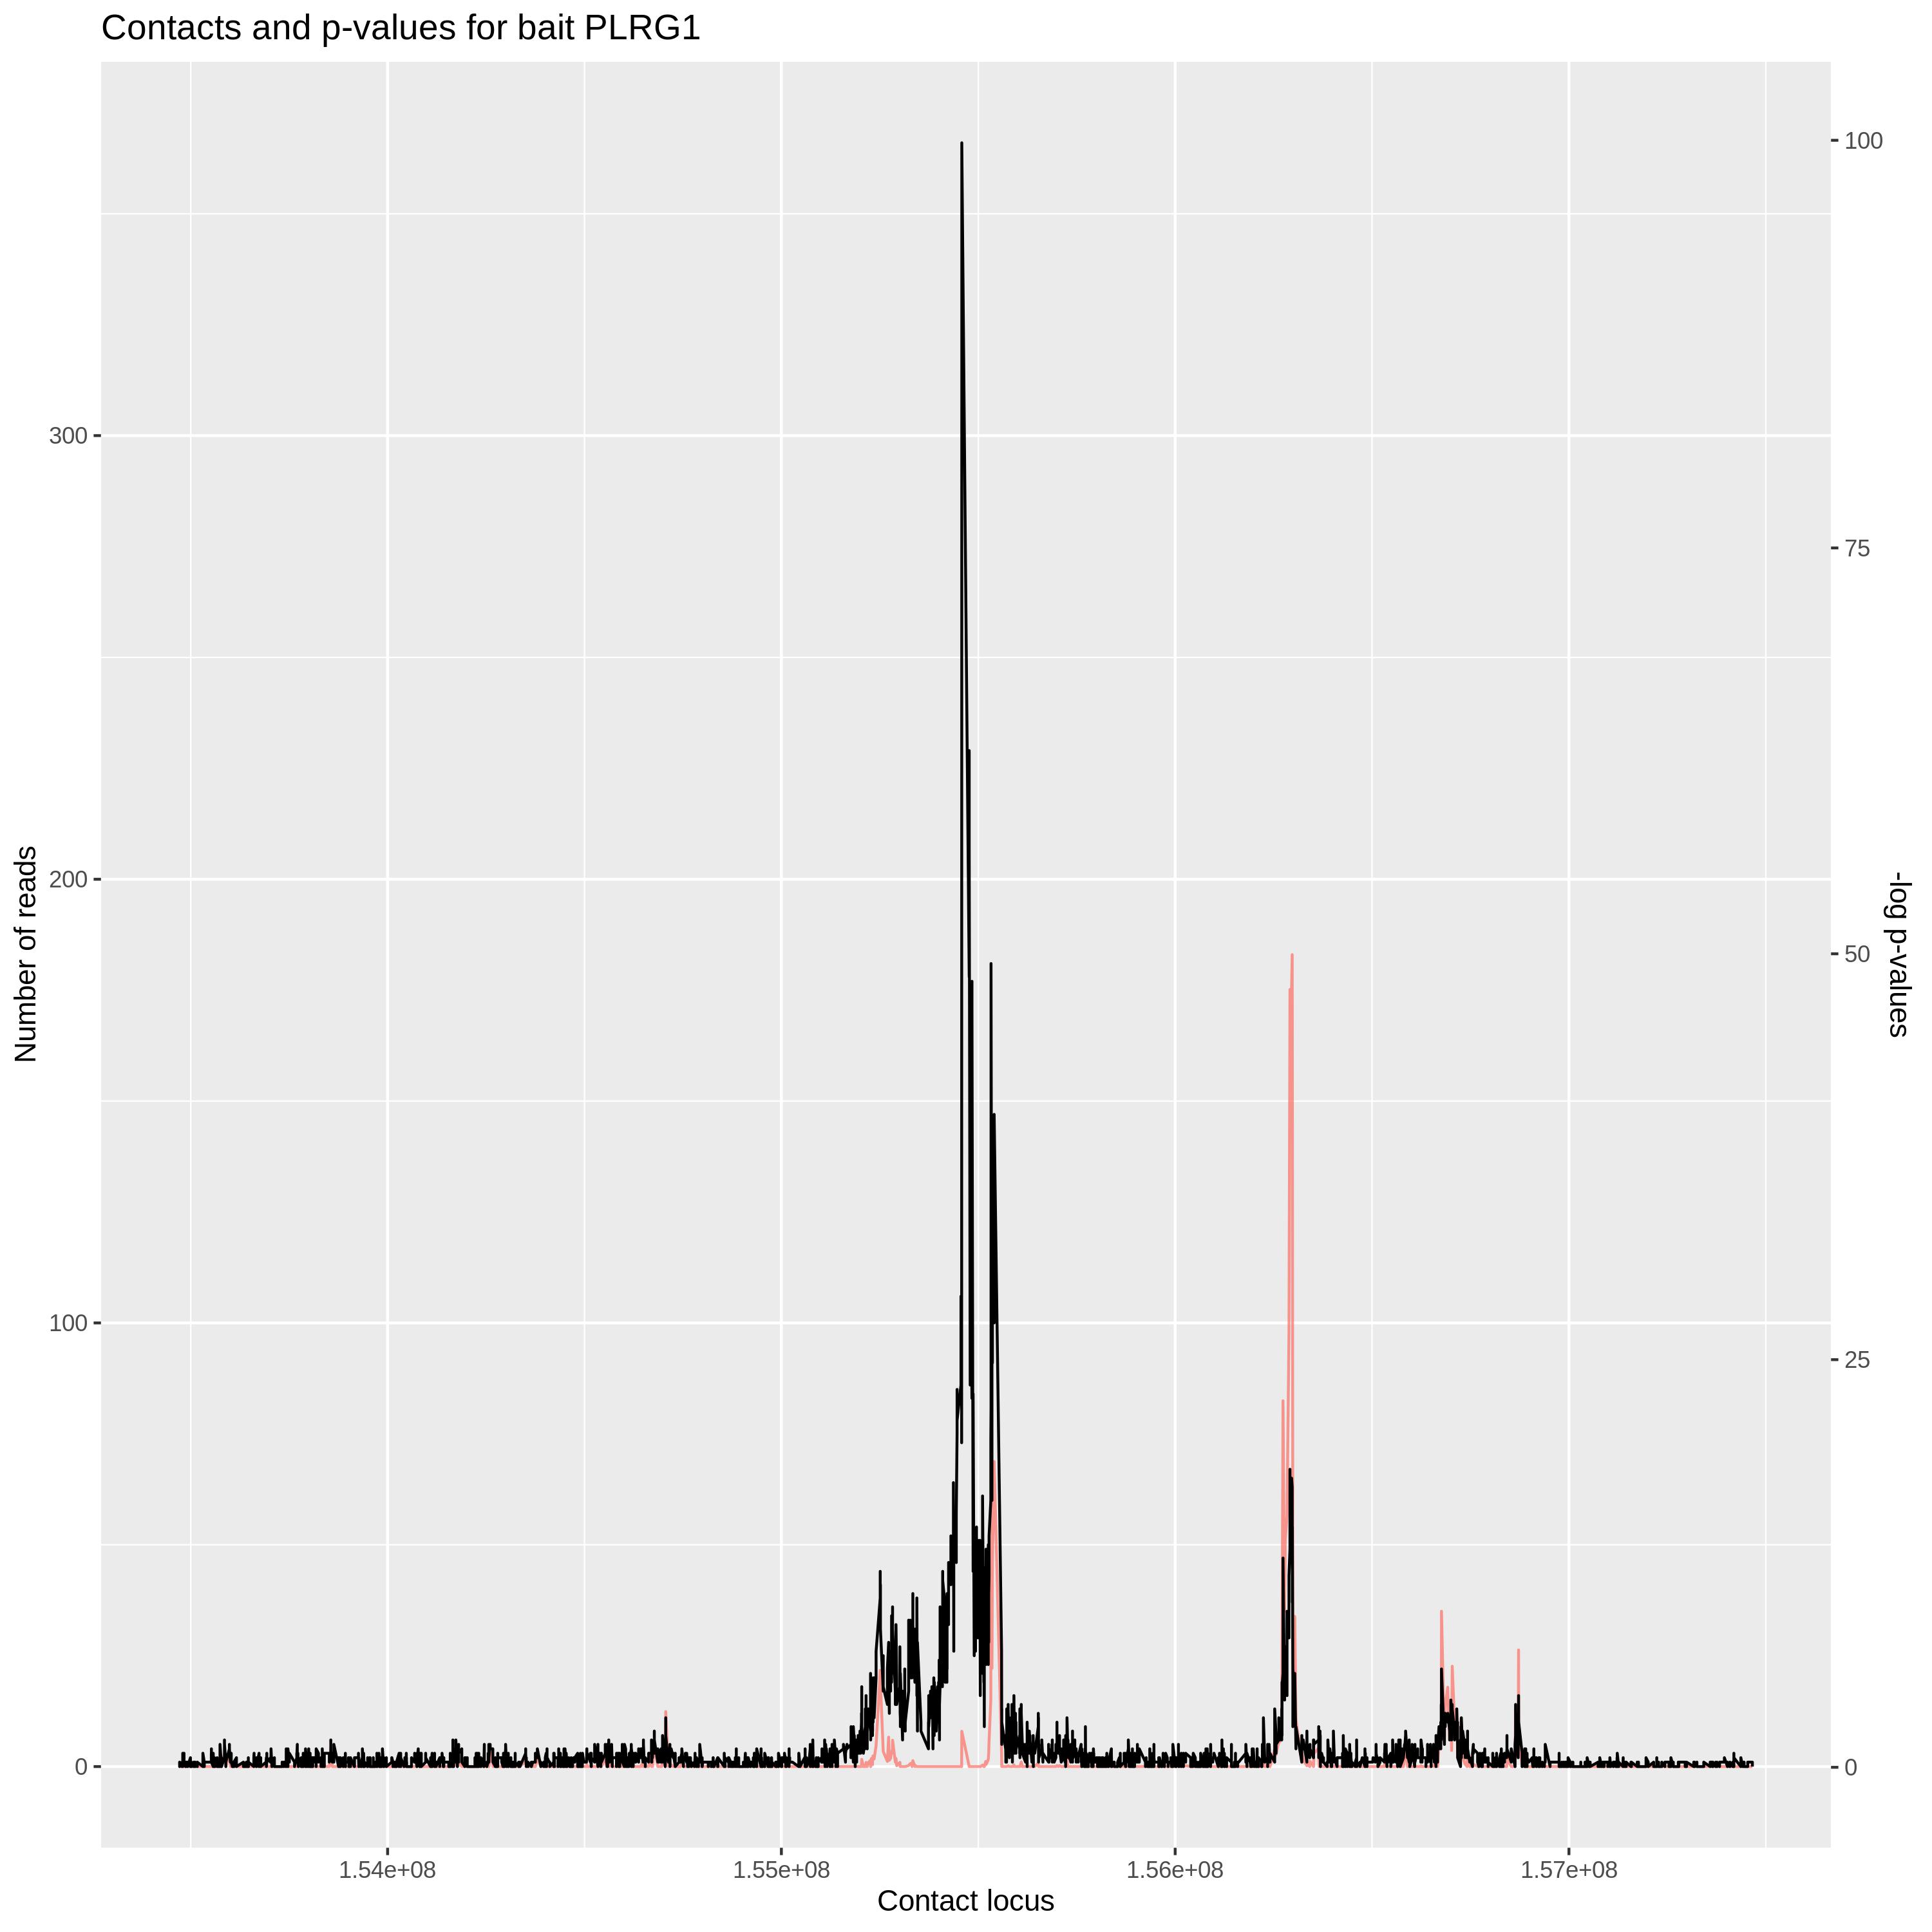 Contacts and p-values for bait PLRG1
100
75
50
25
0
300
200
100
0
Number of reads
-log p-values
1.54e+08
1.55e+08
1.56e+08
1.57e+08
Contact locus